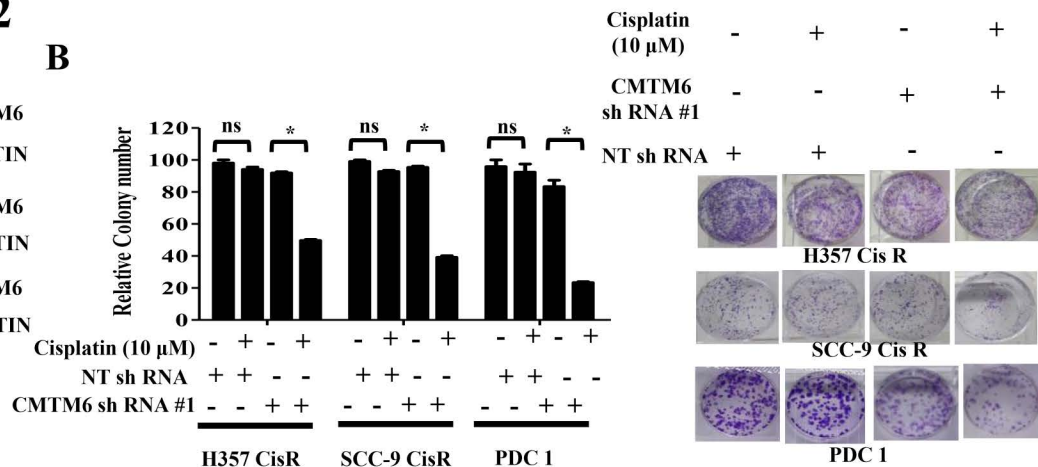 2
B
M6
TIN
M6
TIN
M6
TIN
Relative Colony number
120
100
80
60
40
20
0
ns * ns * ns *
Cisplatin (10 μM) - + - + - + - + - + - +
NT sh RNA + + - - + + - - + + - -
CMTM6 sh RNA #1 - - + + - - + + - - + +
H357 CisR SCC-9 CisR PDC 1
Cisplatin
(10 μM) - + - +
CMTM6
sh RNA #1 - - + +
NT sh RNA + + - -
H357 Cis R
SCC-9 Cis R
PDC 1